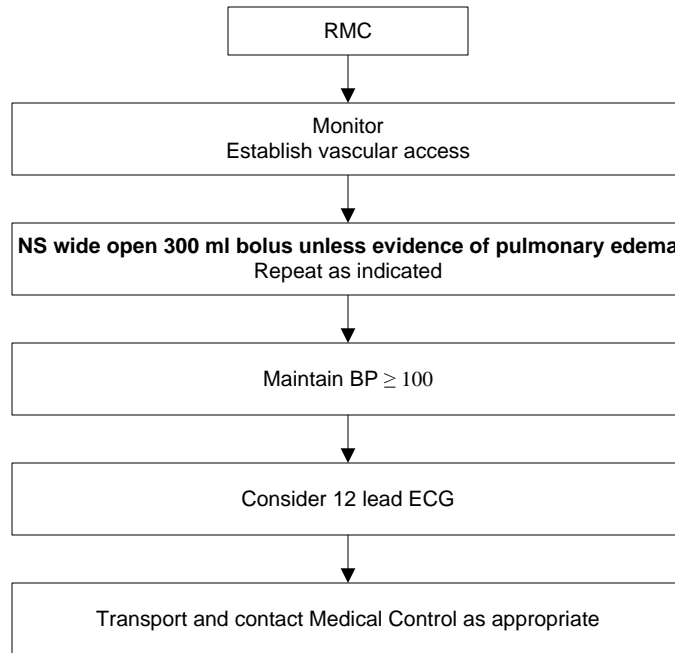 RMC
Monitor
Establish vascular access
NS wide open 300 ml bolus unless evidence of pulmonary edema
Repeat as indicated
Maintain BP ≥ 100
Consider 12 lead ECG
Transport and contact Medical Control as appropriate